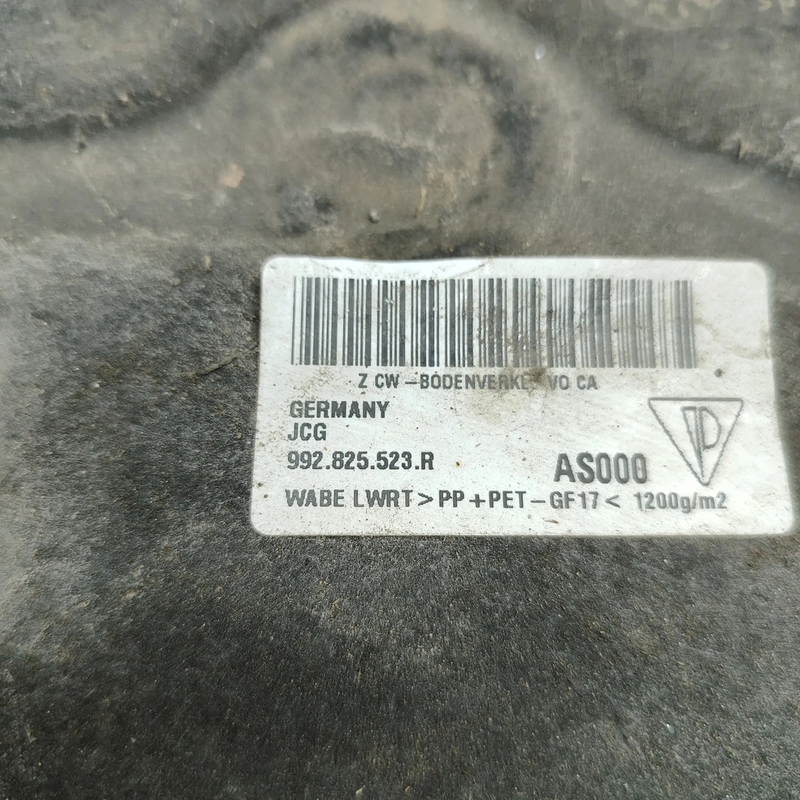 Z CW-BODENVERKL VO CA
GERMANY
JCG
992.825.523.R
AS000
WABE LWRT>PP+PET-GF17< 1200g/m2